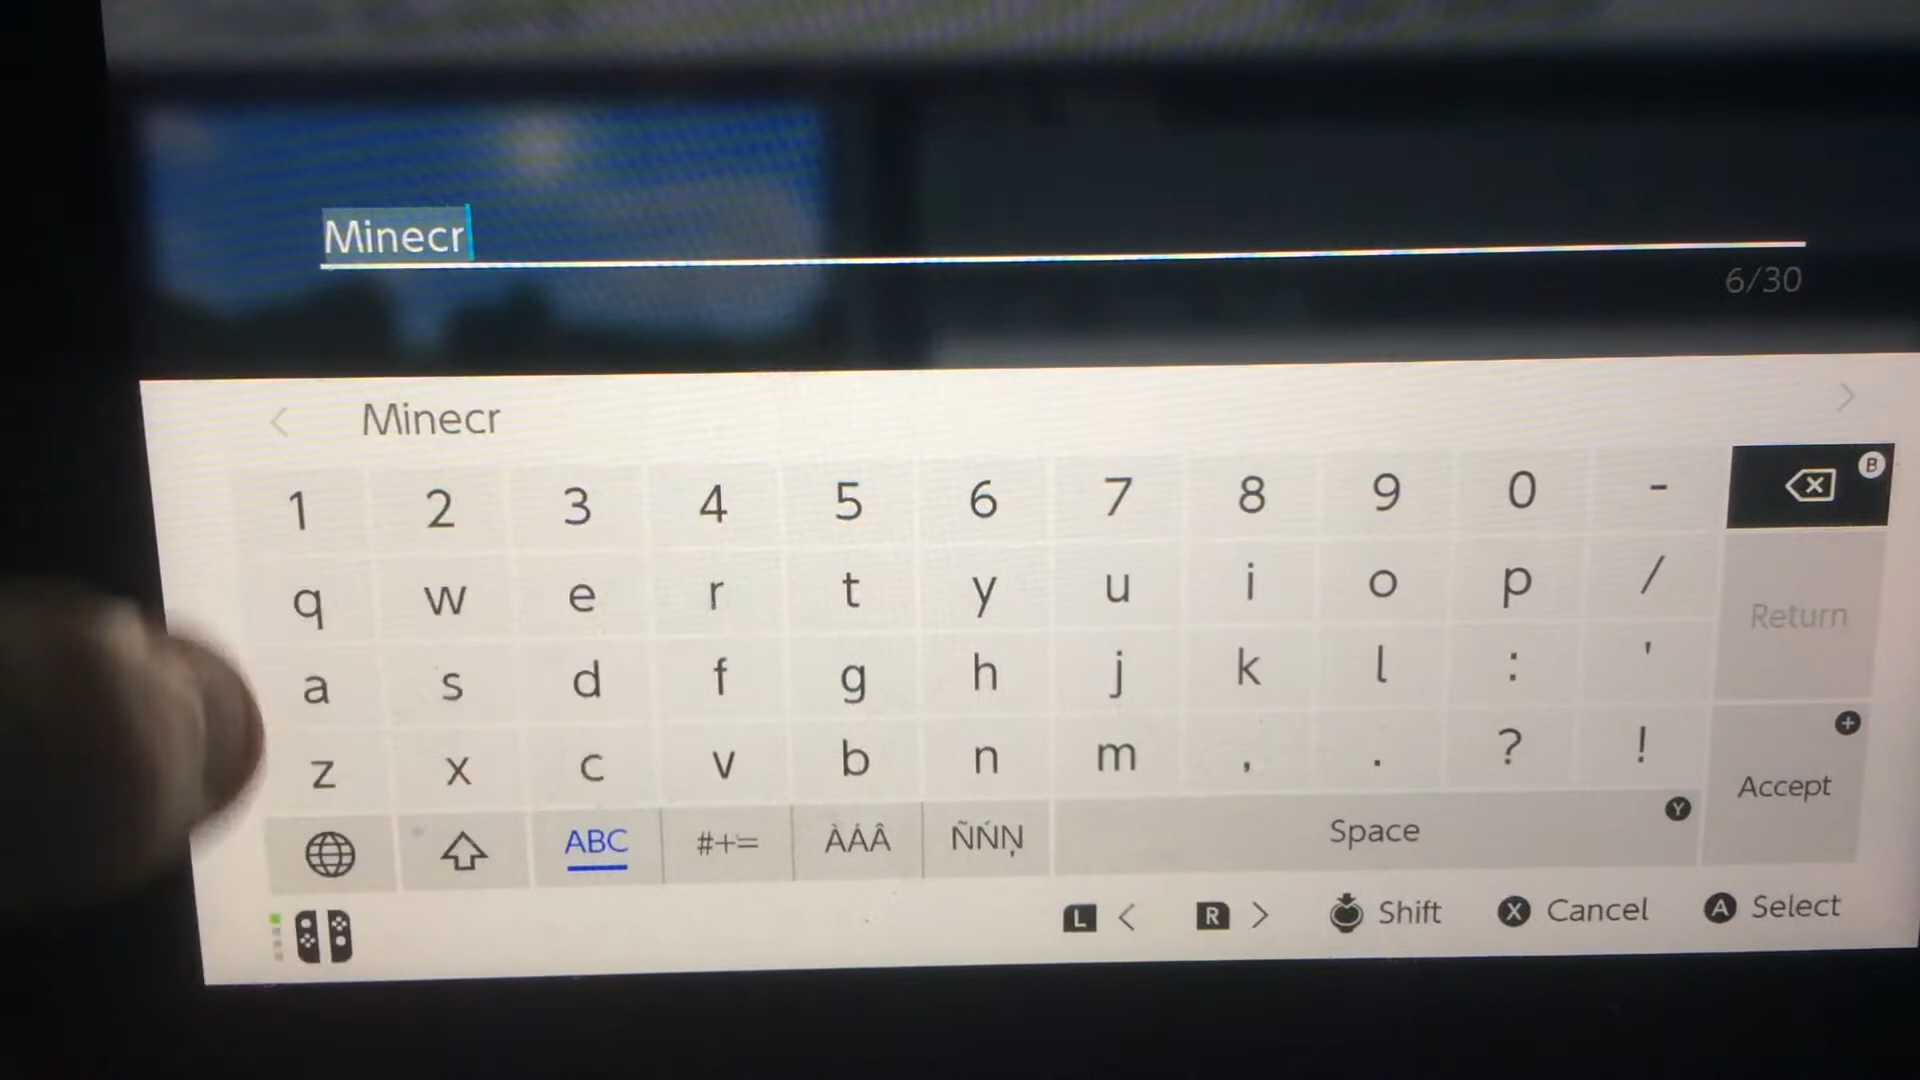 Minecr
6/30
< Minecr >
1 2 3 4 5 6 7 8 9 0 - B
q w e r t y u i o p / Return
a s d f g h j k l : '
z x c v b n m , . ? ! + Accept
ABC #+= ÀÁÂ ÑŃŅ Space Y
L < R > Shift X Cancel A Select